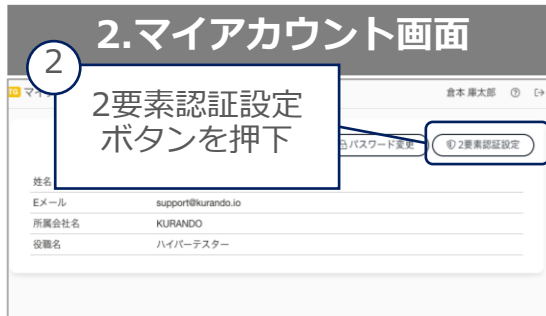 2.マイアカウント画面
2
2要素認証設定
ボタンを押下
TG マイ
倉本 庫太郎
パスワード変更 2要素認証設定
姓名
Eメール support@kurando.io
所属会社名 KURANDO
役職名 ハイパーテスター